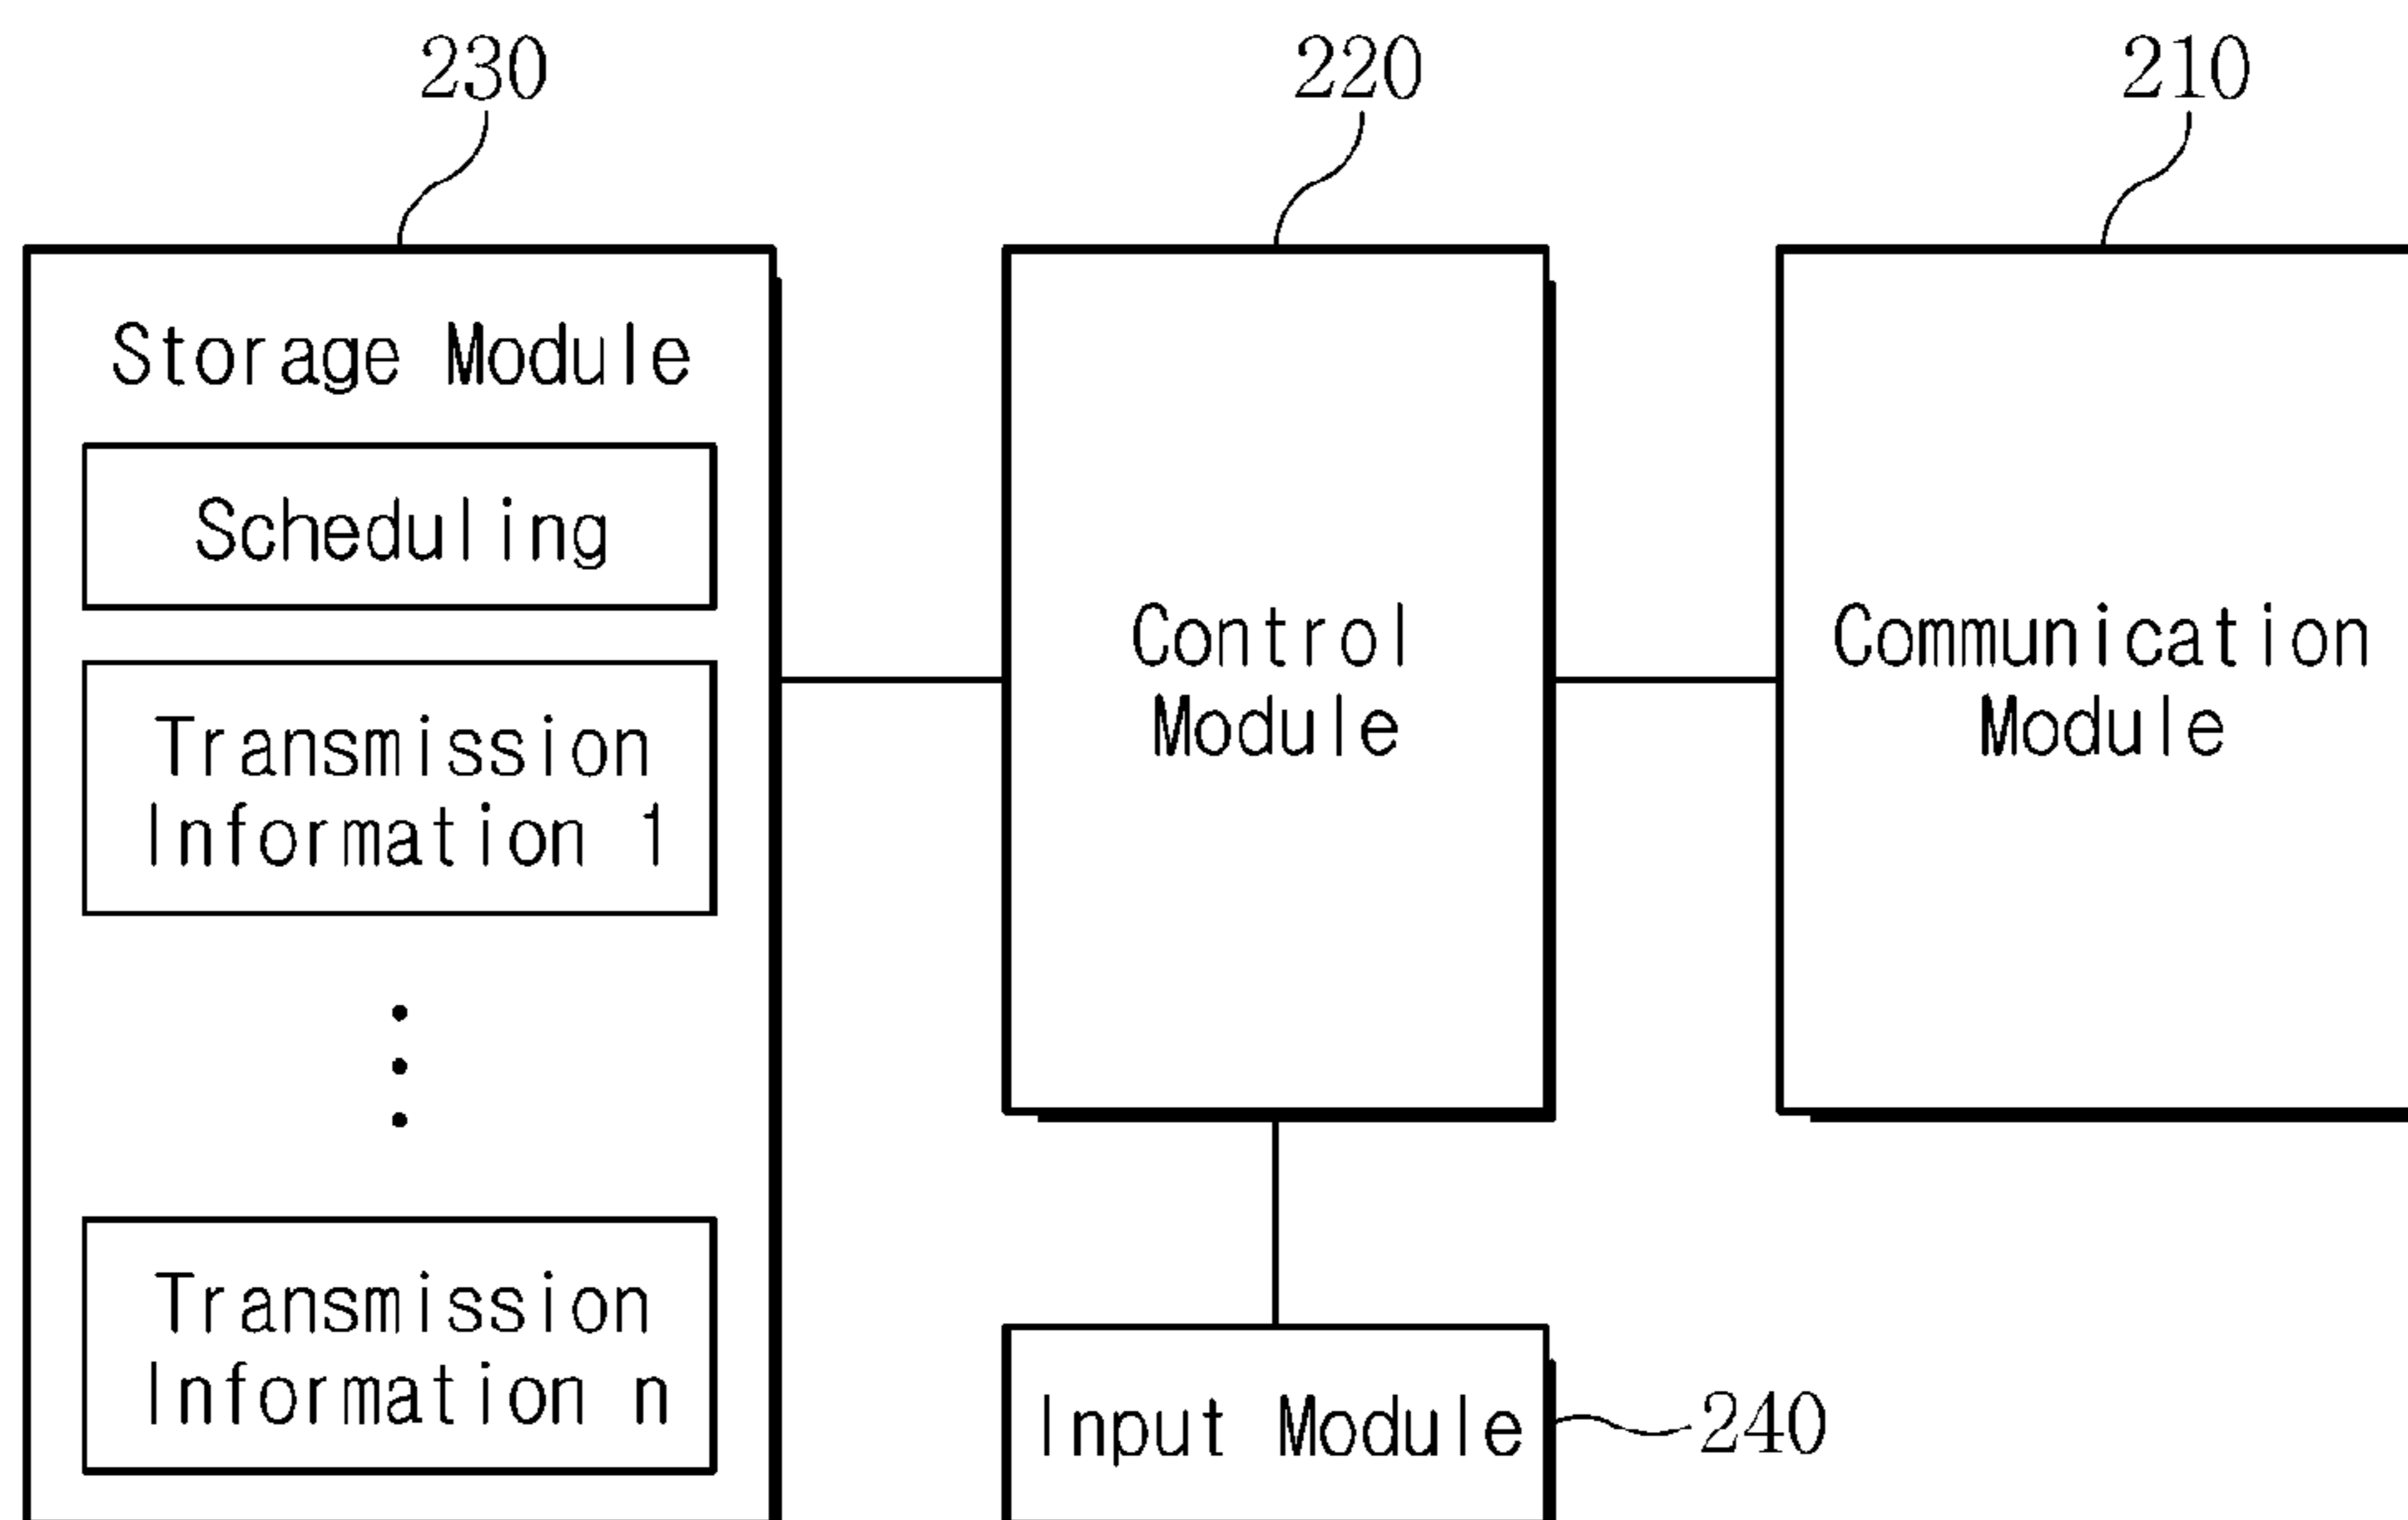 230
220
210
Storage Module
Scheduling
Transmission
Information 1
Transmission
Information n
Control
Module
Communication
Module
Input Module
240